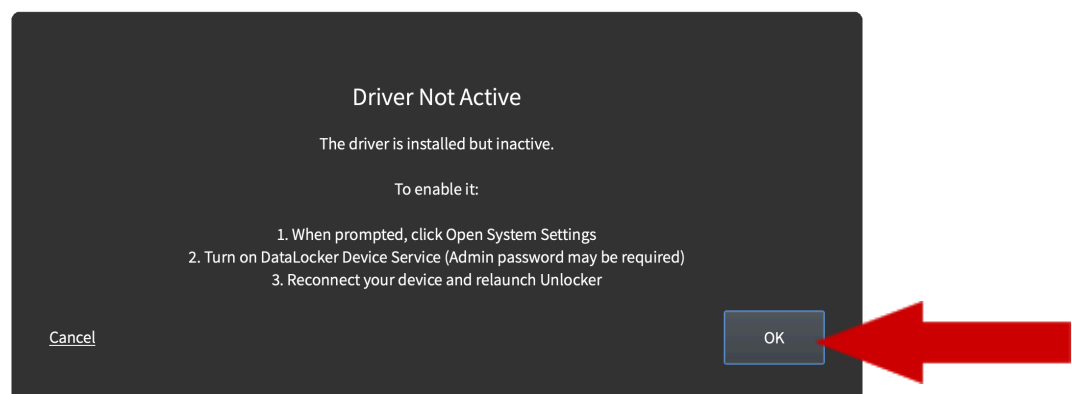 Driver Not Active
The driver is installed but inactive.
To enable it:
1. When prompted, click Open System Settings
2. Turn on DataLocker Device Service (Admin password may be required)
3. Reconnect your device and relaunch Unlocker
Cancel
OK